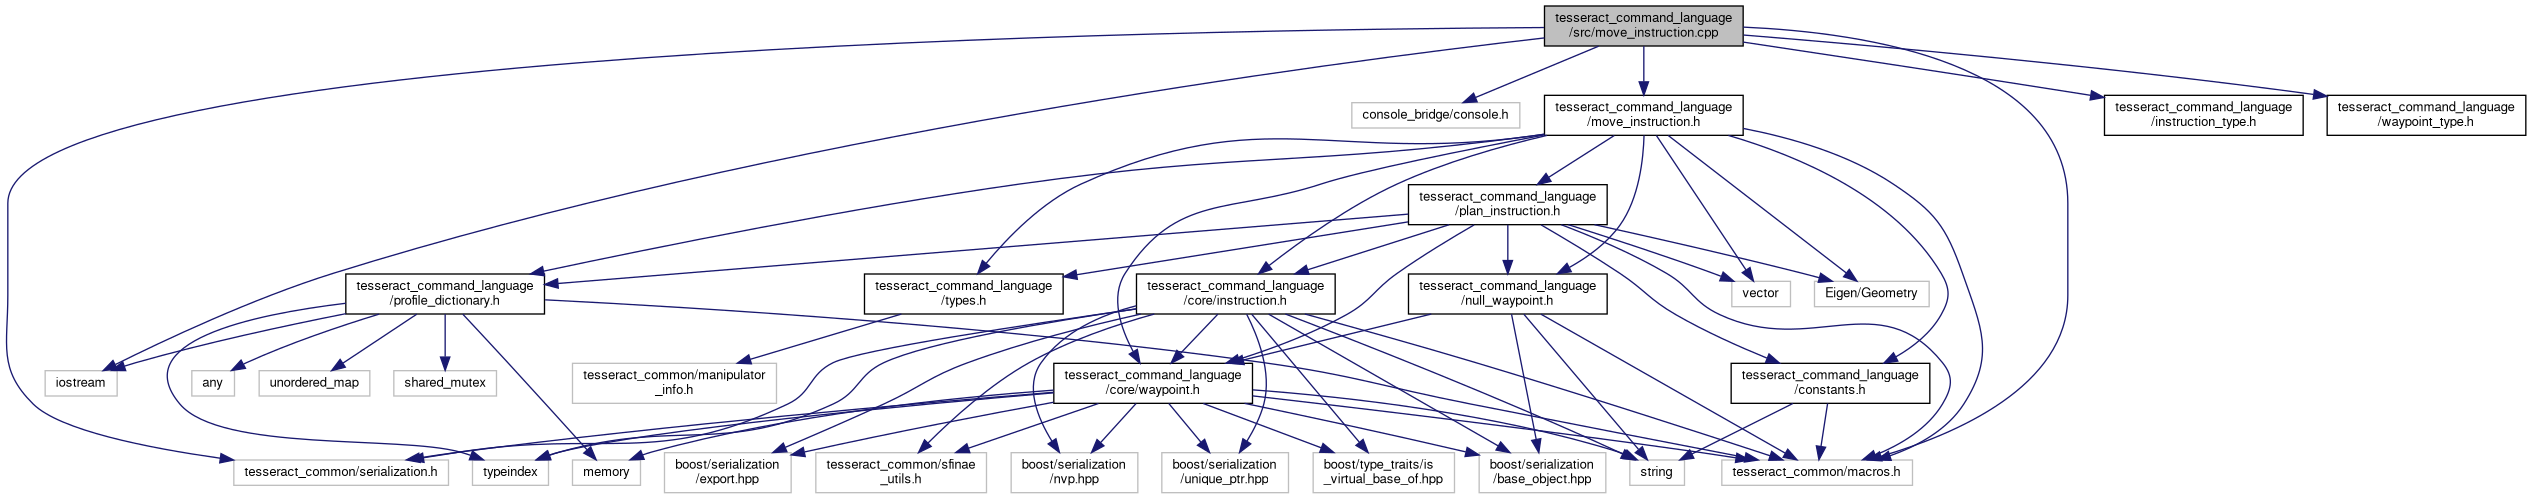 tesseract_command_language
/src/move_instruction.cpp
console_bridge/console.h
tesseract_command_language
/move_instruction.h
tesseract_command_language
/instruction_type.h
tesseract_command_language
/waypoint_type.h
tesseract_command_language
/plan_instruction.h
tesseract_command_language
/profile_dictionary.h
tesseract_command_language
/types.h
tesseract_command_language
/core/instruction.h
tesseract_command_language
/null_waypoint.h
vector
Eigen/Geometry
iostream
any
unordered_map
shared_mutex
tesseract_common/manipulator
_info.h
tesseract_command_language
/core/waypoint.h
tesseract_command_language
/constants.h
tesseract_common/serialization.h
typeindex
memory
boost/serialization
/export.hpp
tesseract_common/sfinae
_utils.h
boost/serialization
/nvp.hpp
boost/serialization
/unique_ptr.hpp
boost/type_traits/is
_virtual_base_of.hpp
boost/serialization
/base_object.hpp
string
tesseract_common/macros.h